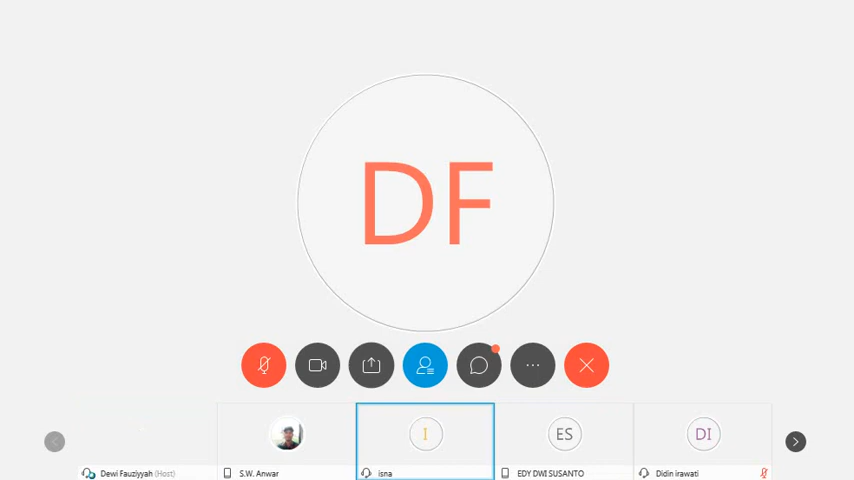 DF
I
ES
DI
Dewi Fauziyyah (Host)
S.W. Anwar
isna
EDY DWI SUSANTO
Didin irawati